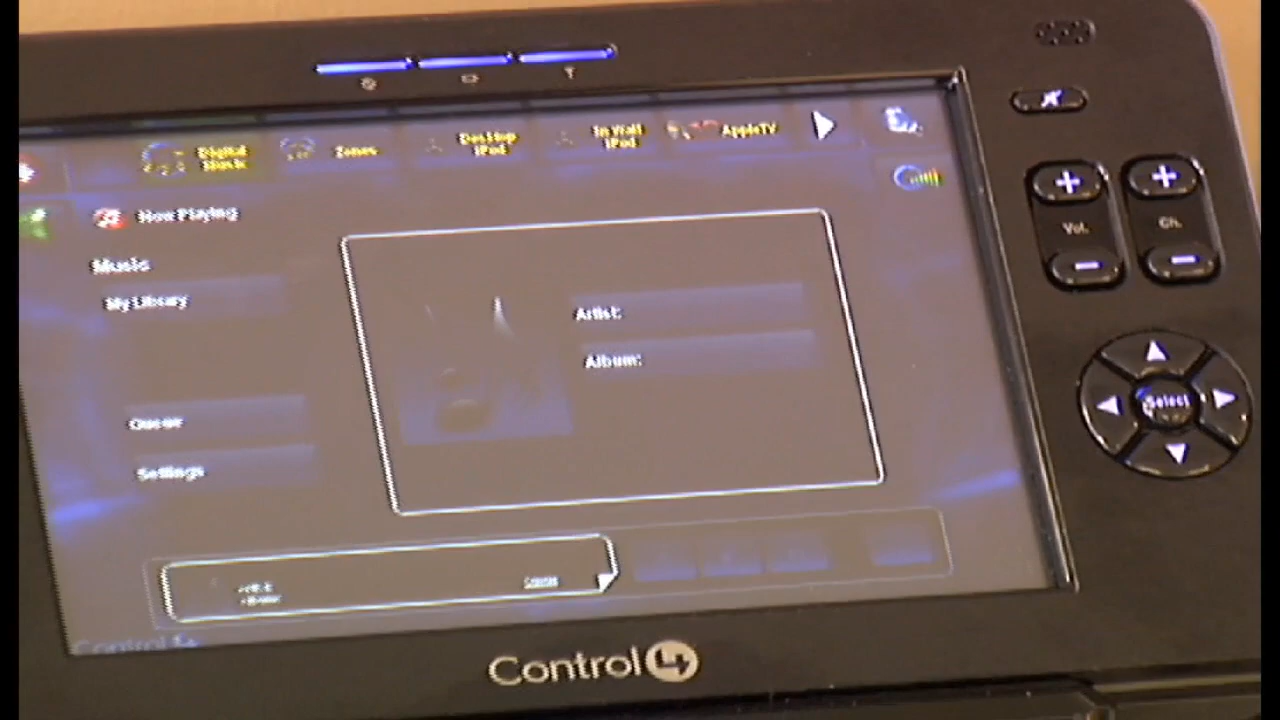 Digital
Music
Zones
Desktop
iPod
In Wall
iPod
AppleTV
Now Playing
Music
My Library
Artist:
Album:
Queue
Settings
Control4
Control4
Vol.
Ch.
Select